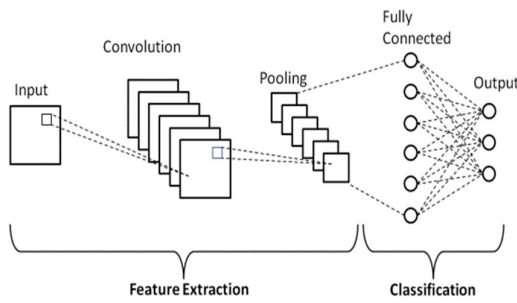 Input
Convolution
Pooling
Fully
Connected
Output
Feature Extraction
Classification